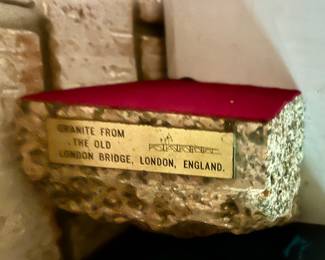 GRANITE FROM
THE OLD
LONDON BRIDGE, LONDON, ENGLAND.